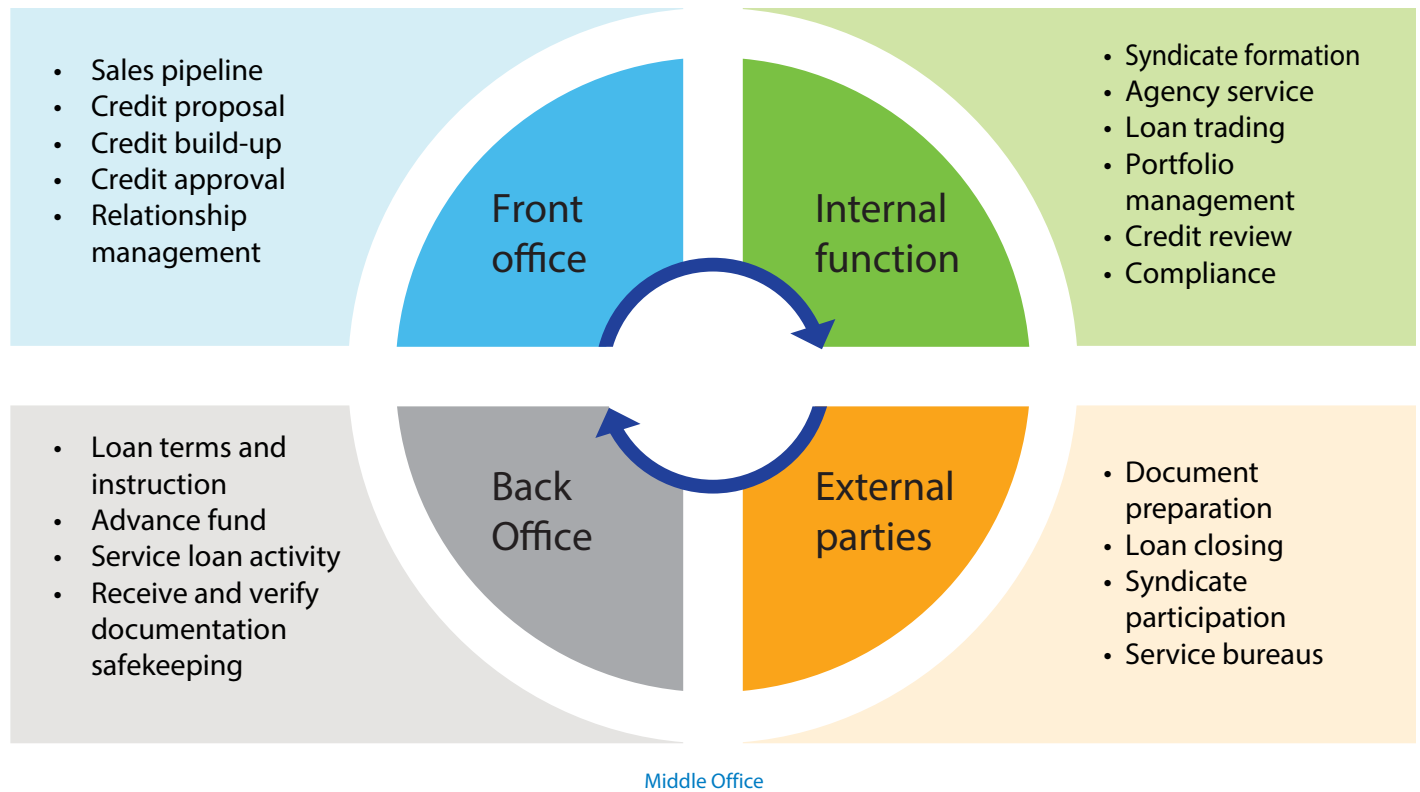 • Sales pipeline
• Credit proposal
• Credit build-up
• Credit approval
• Relationship
management
Front
office
Internal
function
• Syndicate formation
• Agency service
• Loan trading
• Portfolio
management
• Credit review
• Compliance
• Loan terms and
instruction
• Advance fund
• Service loan activity
• Receive and verify
documentation
safekeeping
Back
Office
External
parties
• Document
preparation
• Loan closing
• Syndicate
participation
• Service bureaus
Middle Office